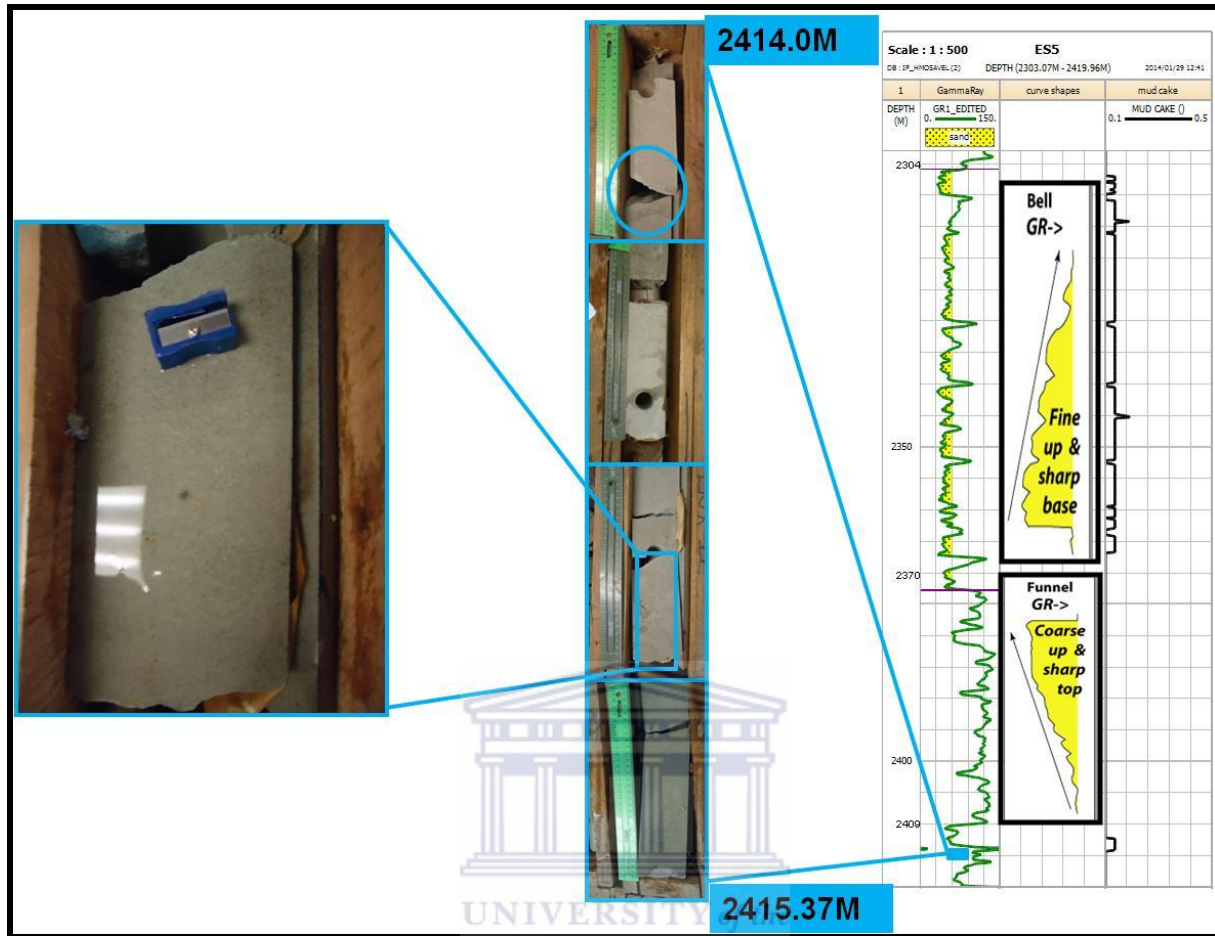 2414.0M
Scale : 1 : 500
ES5
DB : IP_HMOSAVEL (2)
DEPTH (2303.07M - 2419.96M)
2014/01/29 12:41
1
GammaRay
curve shapes
mud cake
DEPTH
(M)
GR1_EDITED
0.
150.
sand
MUD CAKE ()
0.1
0.5
2304
Bell
GR->
Fine
up &
sharp
base
2350
2370
Funnel
GR->
Coarse
up &
sharp
top
2400
2409
2415.37M
UNIVERSITY of the